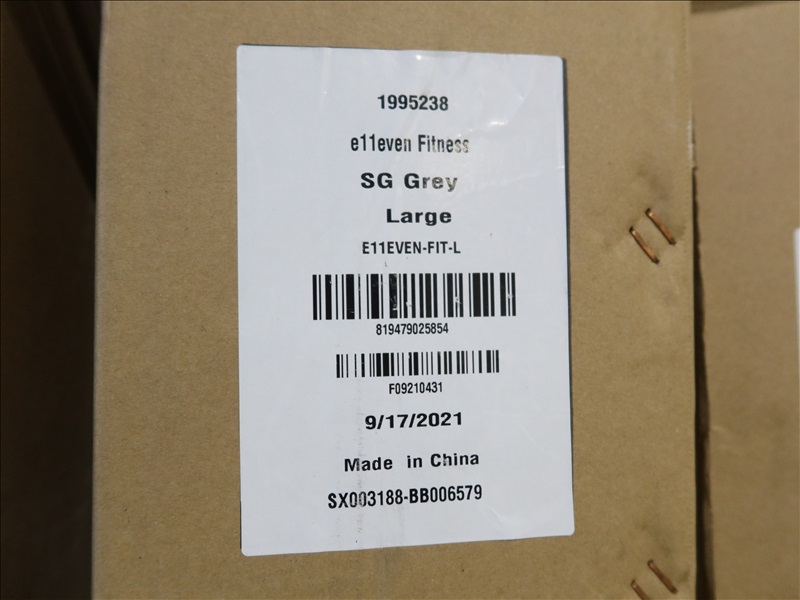 1995238
e11even Fitness
SG Grey
Large
E11EVEN-FIT-L
819479025854
F09210431
9/17/2021
Made in China
SX003188-BB006579